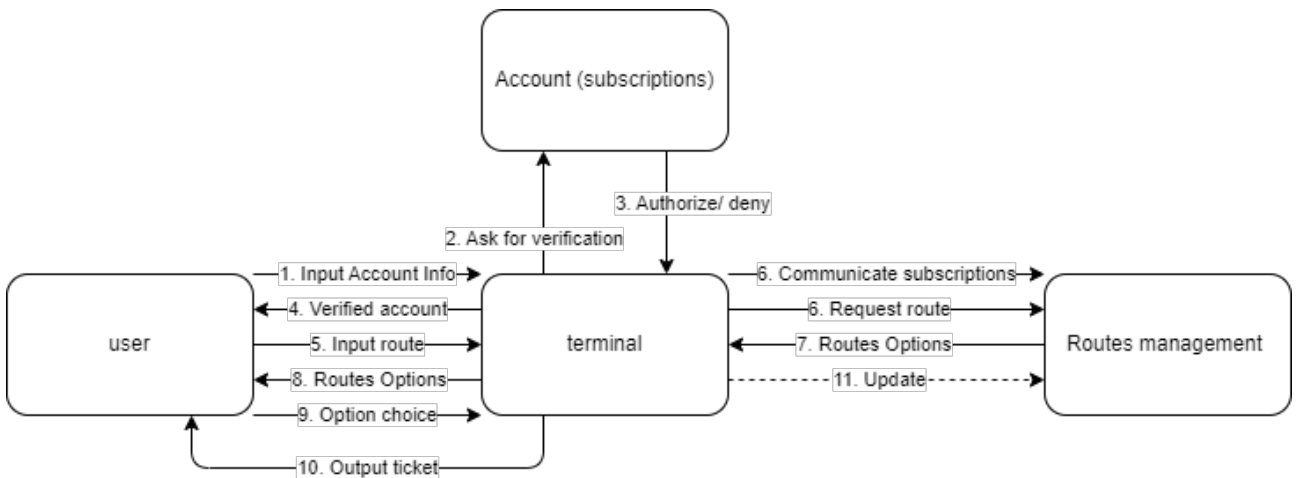 Account (subscriptions)
3. Authorize/ deny
2. Ask for verification
1. Input Account Info
6. Communicate subscriptions
4. Verified account
6. Request route
user
5. Input route
terminal
7. Routes Options
Routes management
8. Routes Options
11. Update
9. Option choice
10. Output ticket